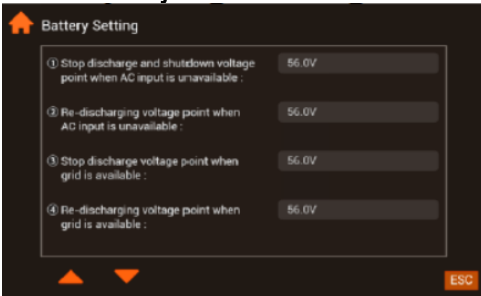 Battery Setting
① Stop discharge and shutdown voltage
point when AC input is unavailable :
56.0V
② Re-discharging voltage point when
AC input is unavailable :
56.0V
③ Stop discharge voltage point when
grid is available :
56.0V
④ Re-discharging voltage point when
grid is available :
56.0V
ESC